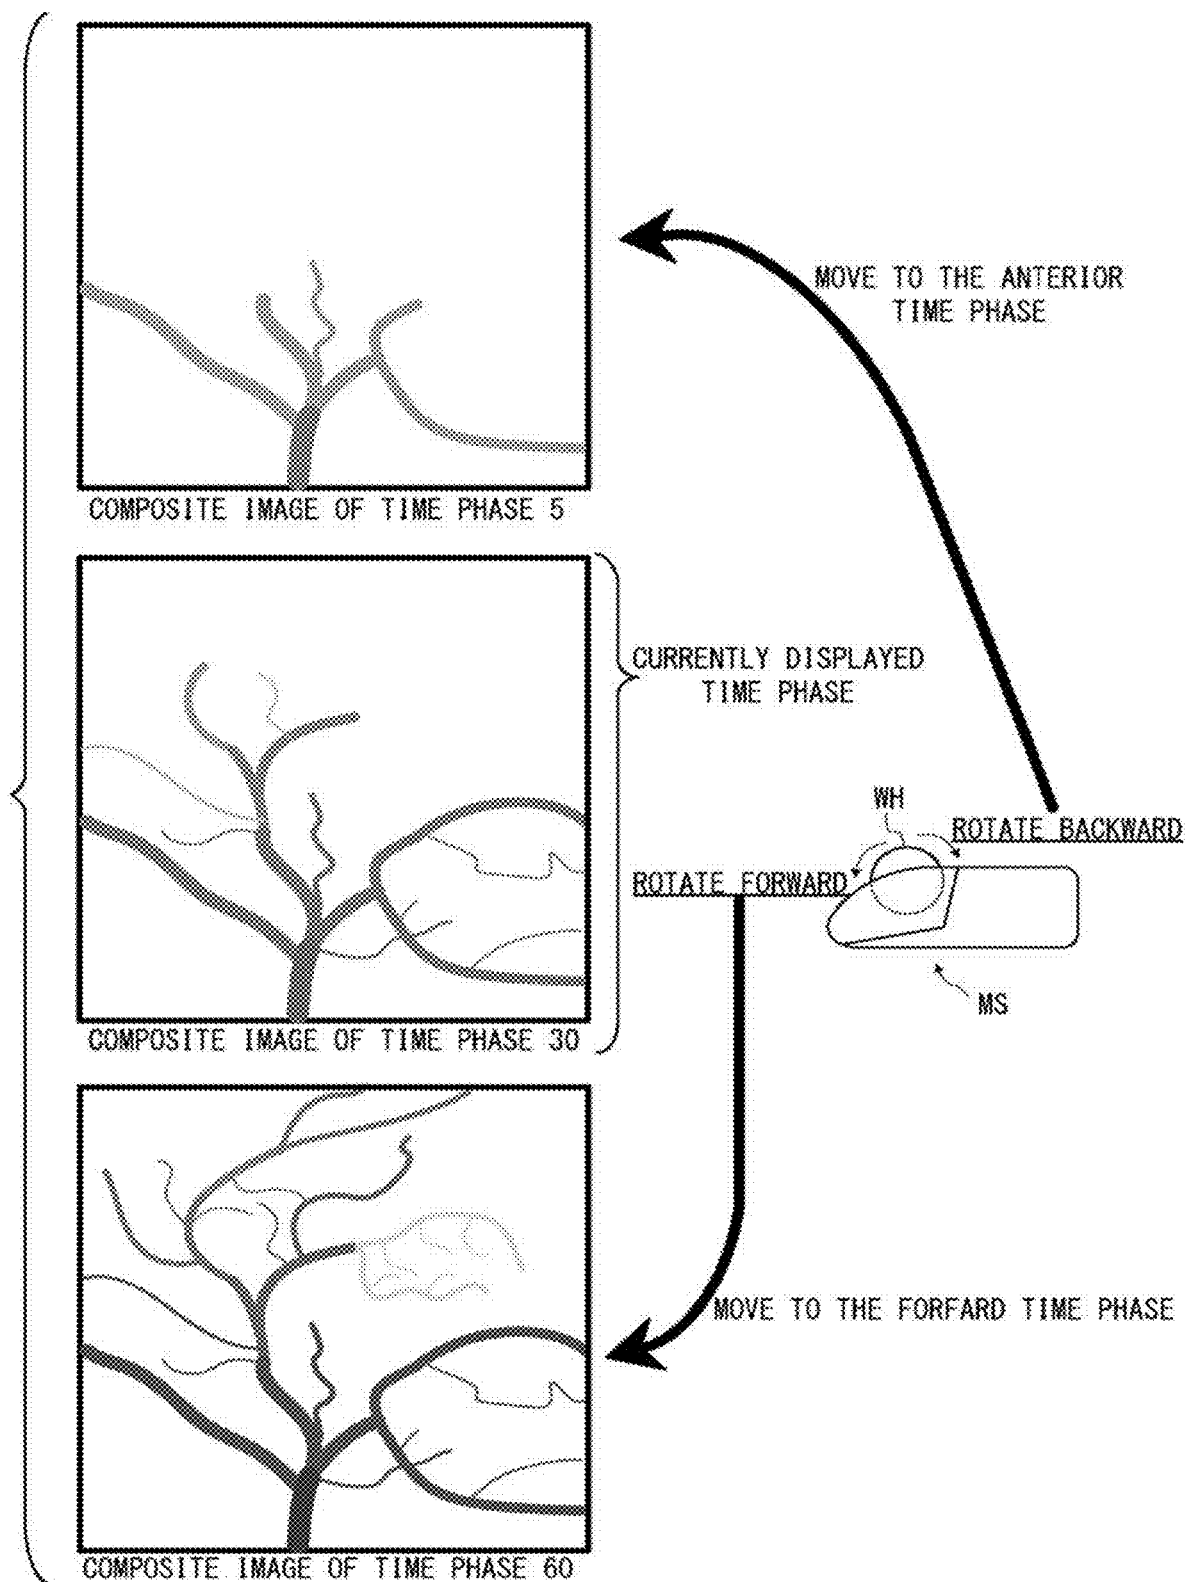 MOVE TO THE ANTERIOR
TIME PHASE
COMPOSITE IMAGE OF TIME PHASE 5
CURRENTLY DISPLAYED
TIME PHASE
WH
ROTATE BACKWARD
ROTATE FORWARD
MS
COMPOSITE IMAGE OF TIME PHASE 30
MOVE TO THE FORFARD TIME PHASE
COMPOSITE IMAGE OF TIME PHASE 60